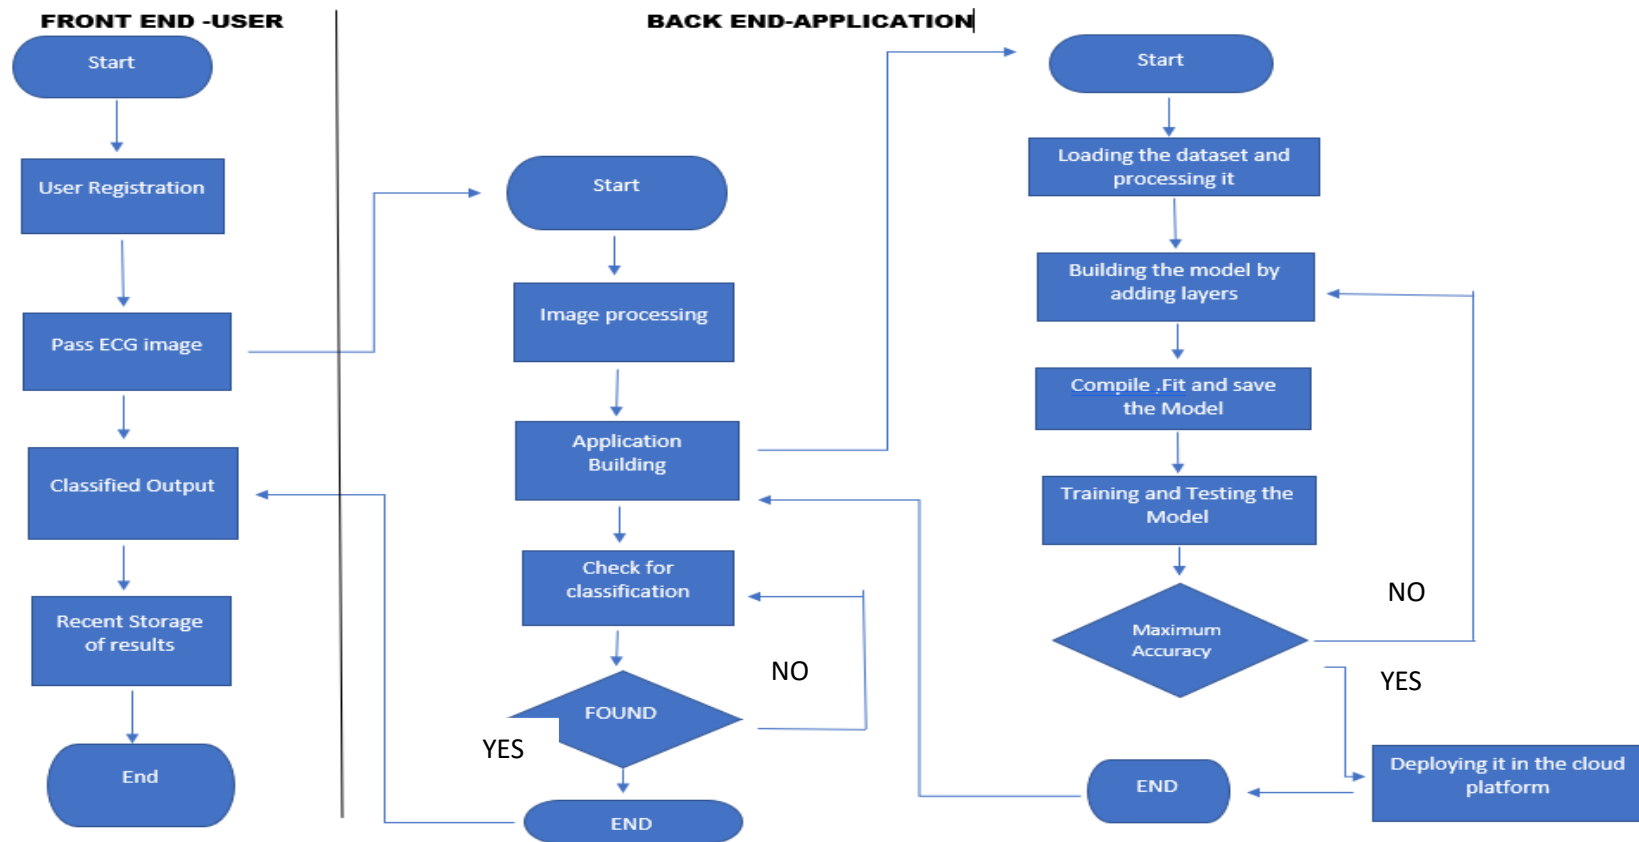 FRONT END -USER
BACK END-APPLICATION
Start
User Registration
Pass ECG image
Classified Output
Recent Storage
of results
End
Start
Image processing
Application
Building
Check for
classification
NO
FOUND
YES
END
Start
Loading the dataset and
processing it
Building the model by
adding layers
Compile ,Fit and save
the Model
Training and Testing the
Model
NO
Maximum
Accuracy
YES
Deploying it in the cloud
platform
END